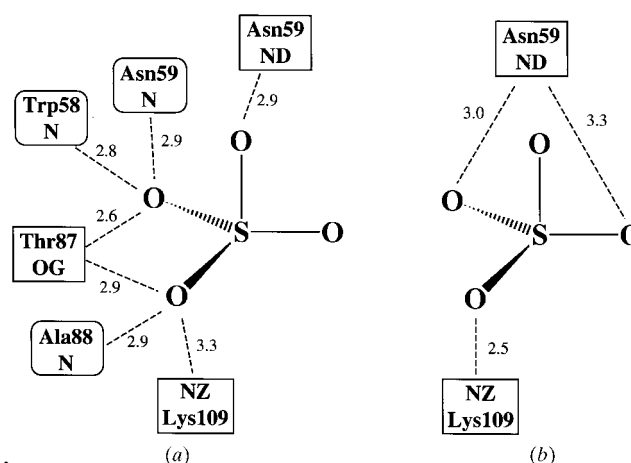 Asn59
ND
Asn59
N
Trp58
N
2.9
2.9
2.8
O
O
2.6
S
O
Thr87
OG
2.9
O
Ala88
N
2.9
3.3
NZ
Lys109
(a)
Asn59
ND
3.0
3.3
O
O
S
O
O
2.5
NZ
Lys109
(b)